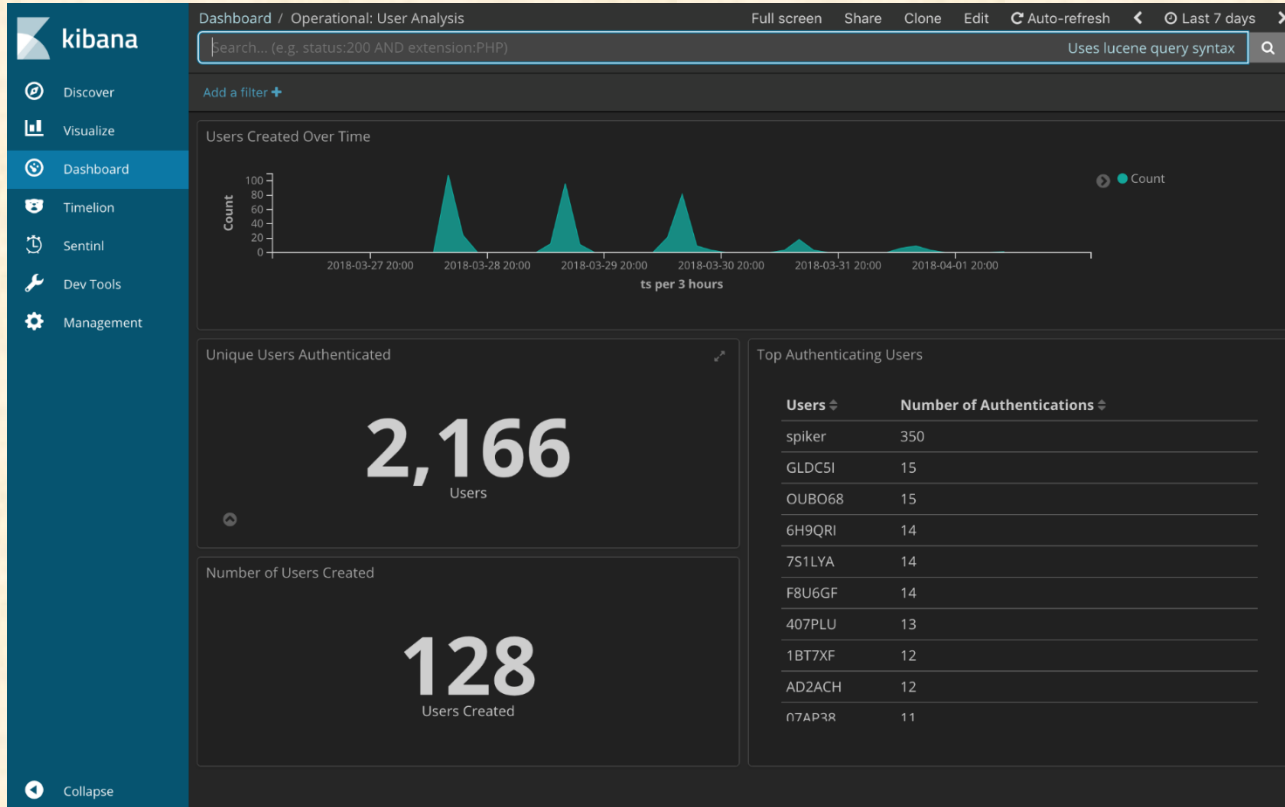 kibana
Discover
Visualize
Dashboard
Timelion
Sentinl
Dev Tools
Management
Collapse
Dashboard / Operational: User Analysis Full screen Share Clone Edit Auto-refresh Last 7 days
Search... (e.g. status:200 AND extension:PHP) Uses lucene query syntax
Add a filter +
Users Created Over Time
Count
100
80
60
40
20
0
2018-03-27 20:00 2018-03-28 20:00 2018-03-29 20:00 2018-03-30 20:00 2018-03-31 20:00 2018-04-01 20:00
ts per 3 hours
Count
Unique Users Authenticated
2,166
Users
Number of Users Created
128
Users Created
Top Authenticating Users
Users Number of Authentications
spiker 350
GLDC5I 15
OUBO68 15
6H9QRI 14
7S1LYA 14
F8U6GF 14
407PLU 13
1BT7XF 12
AD2ACH 12
07AP38 11